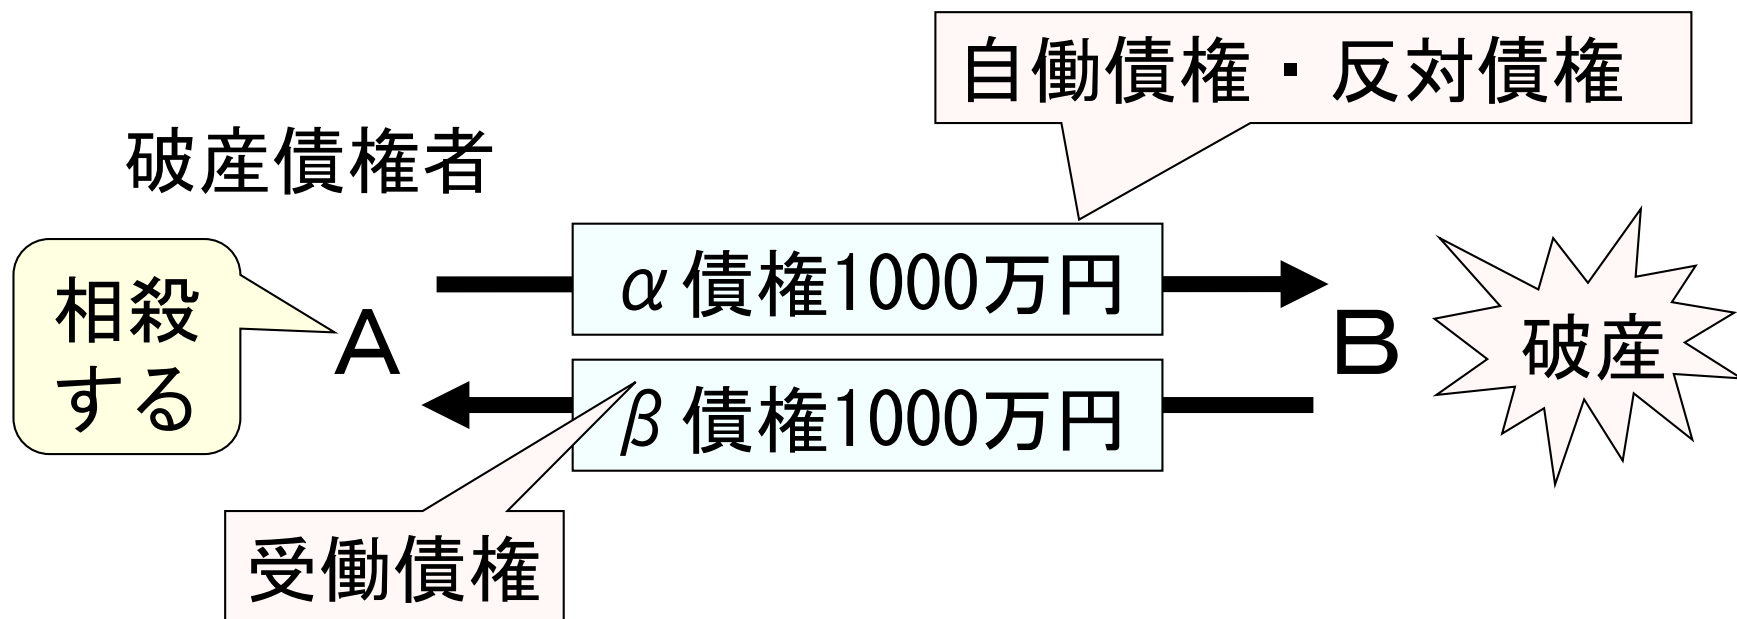 自働債権・反対債権
破産債権者
α債権1000万円
相殺
する
A
B
破産
β債権1000万円
受働債権